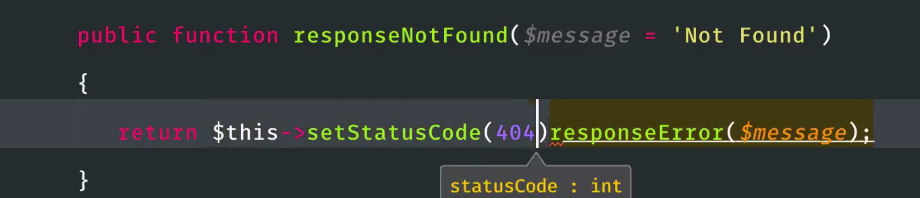 public function responseNotFound($message = 'Not Found')
{
return $this->setStatusCode(404)responseError($message);
statusCode : int
}